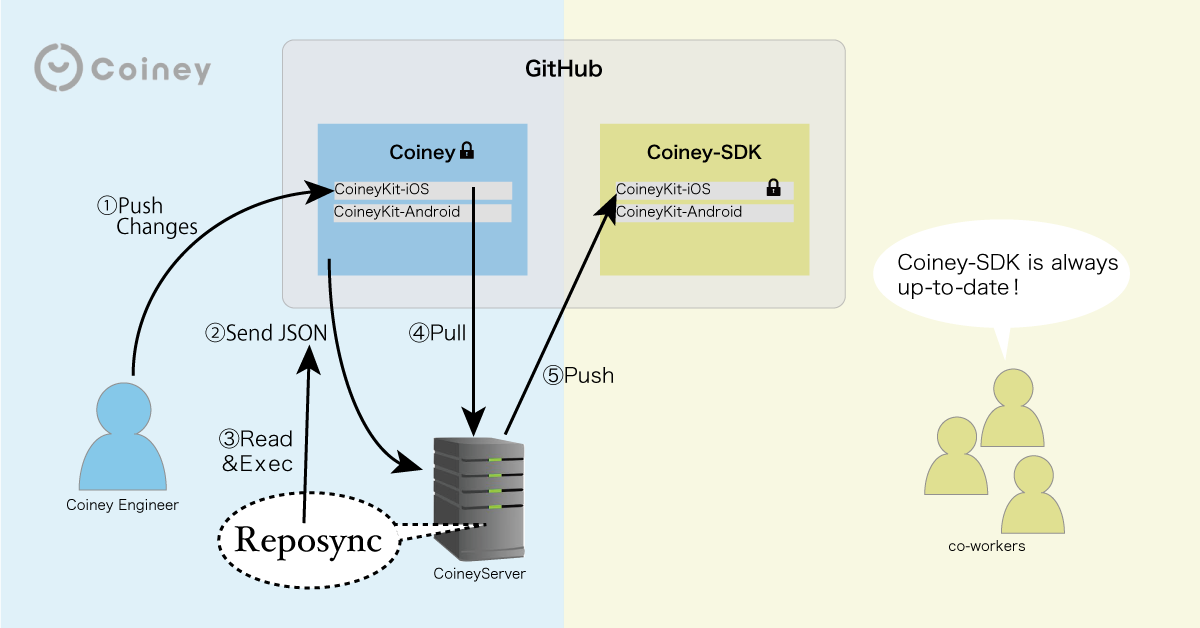 Coiney
GitHub
Coiney
CoineyKit-iOS
CoineyKit-Android
Coiney-SDK
CoineyKit-iOS
CoineyKit-Android
①Push
Changes
②Send JSON
③Read
&Exec
④Pull
⑤Push
Coiney Engineer
Reposync
CoineyServer
Coiney-SDK is always
up-to-date!
co-workers